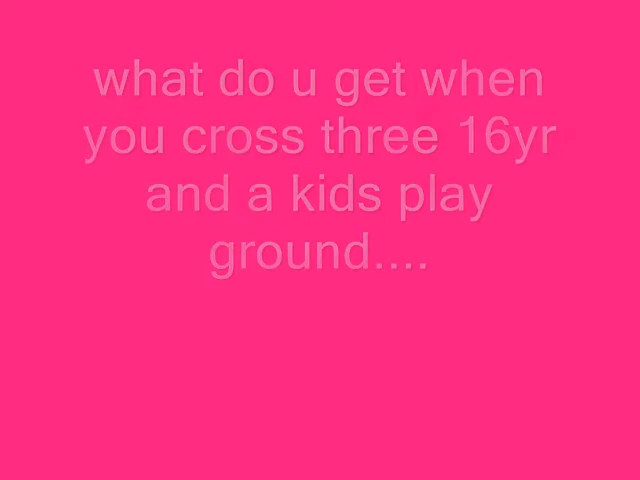 what do u get when
you cross three 16yr
and a kids play
ground....